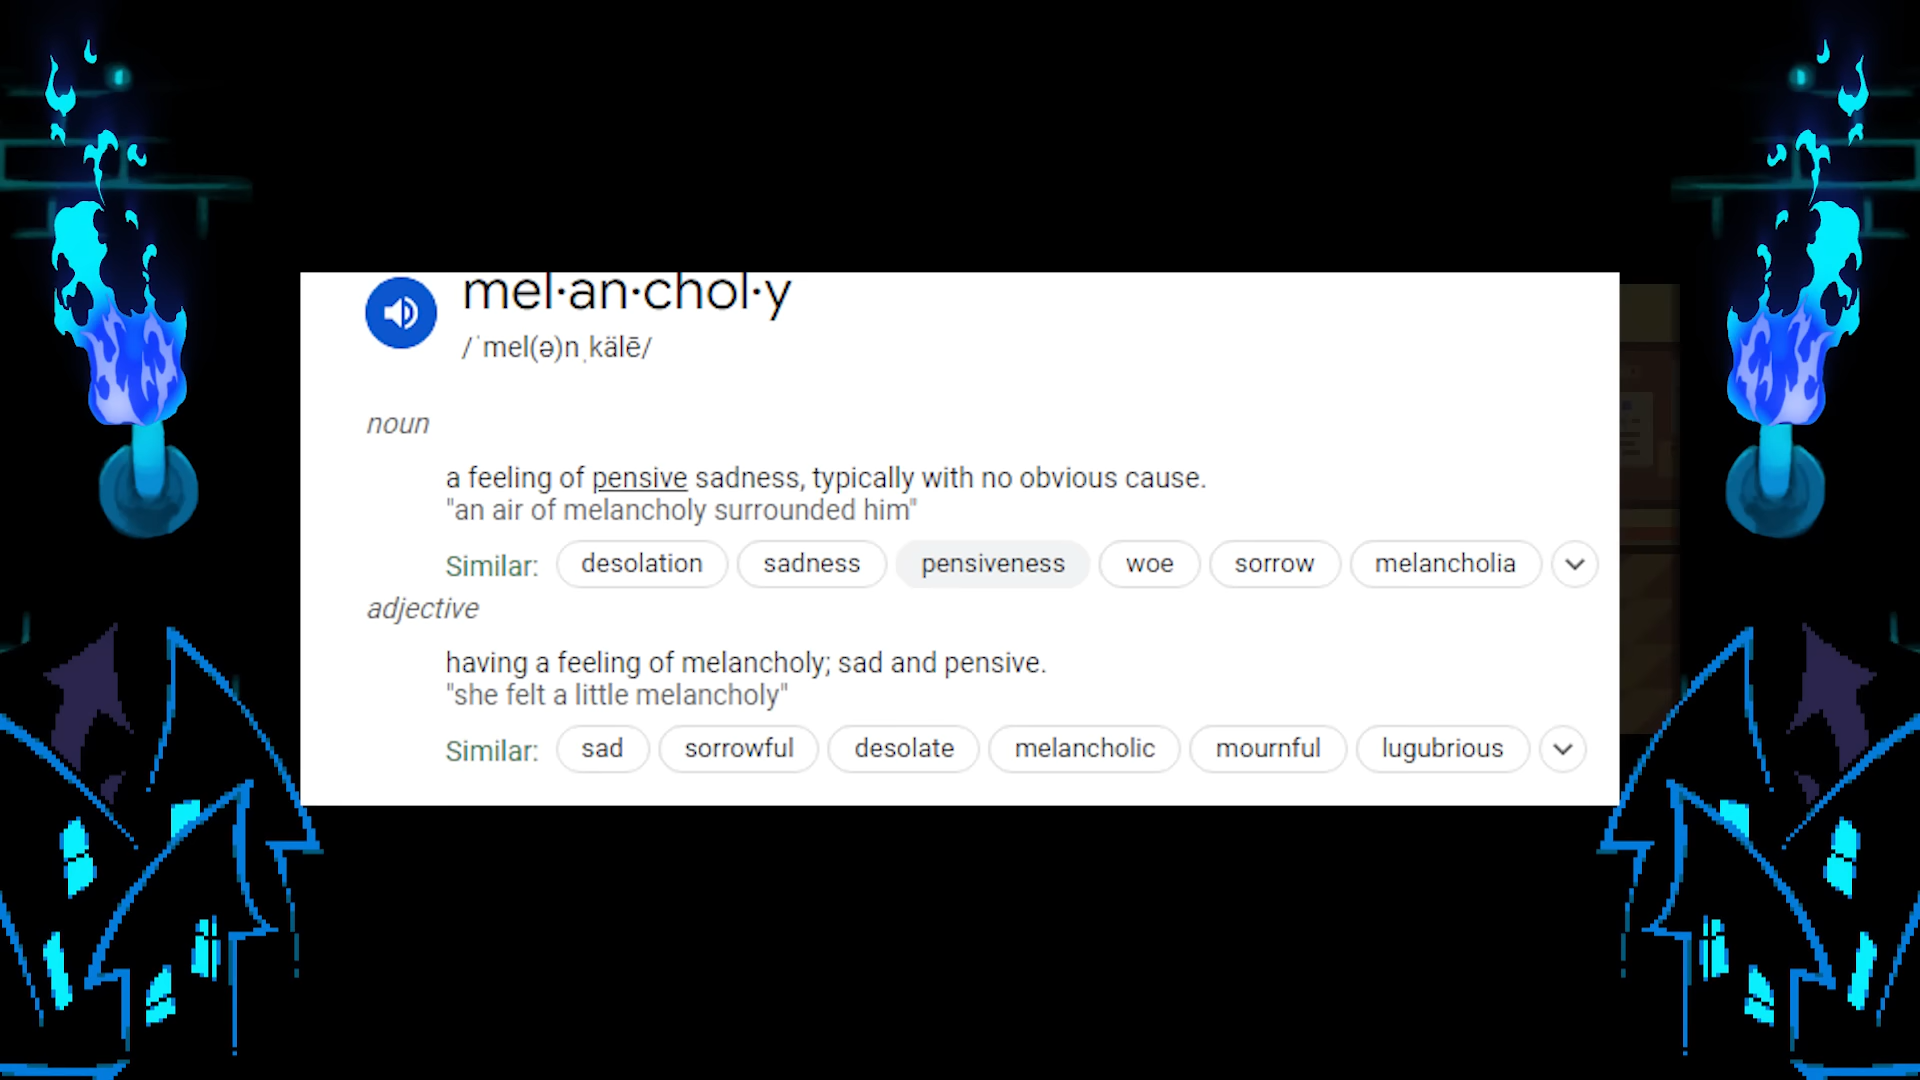 mel·an·chol·y
/ˈmel(ə)nˌkälē/
noun
a feeling of pensive sadness, typically with no obvious cause.
"an air of melancholy surrounded him"
Similar: desolation sadness pensiveness woe sorrow melancholia
adjective
having a feeling of melancholy; sad and pensive.
"she felt a little melancholy"
Similar: sad sorrowful desolate melancholic mournful lugubrious